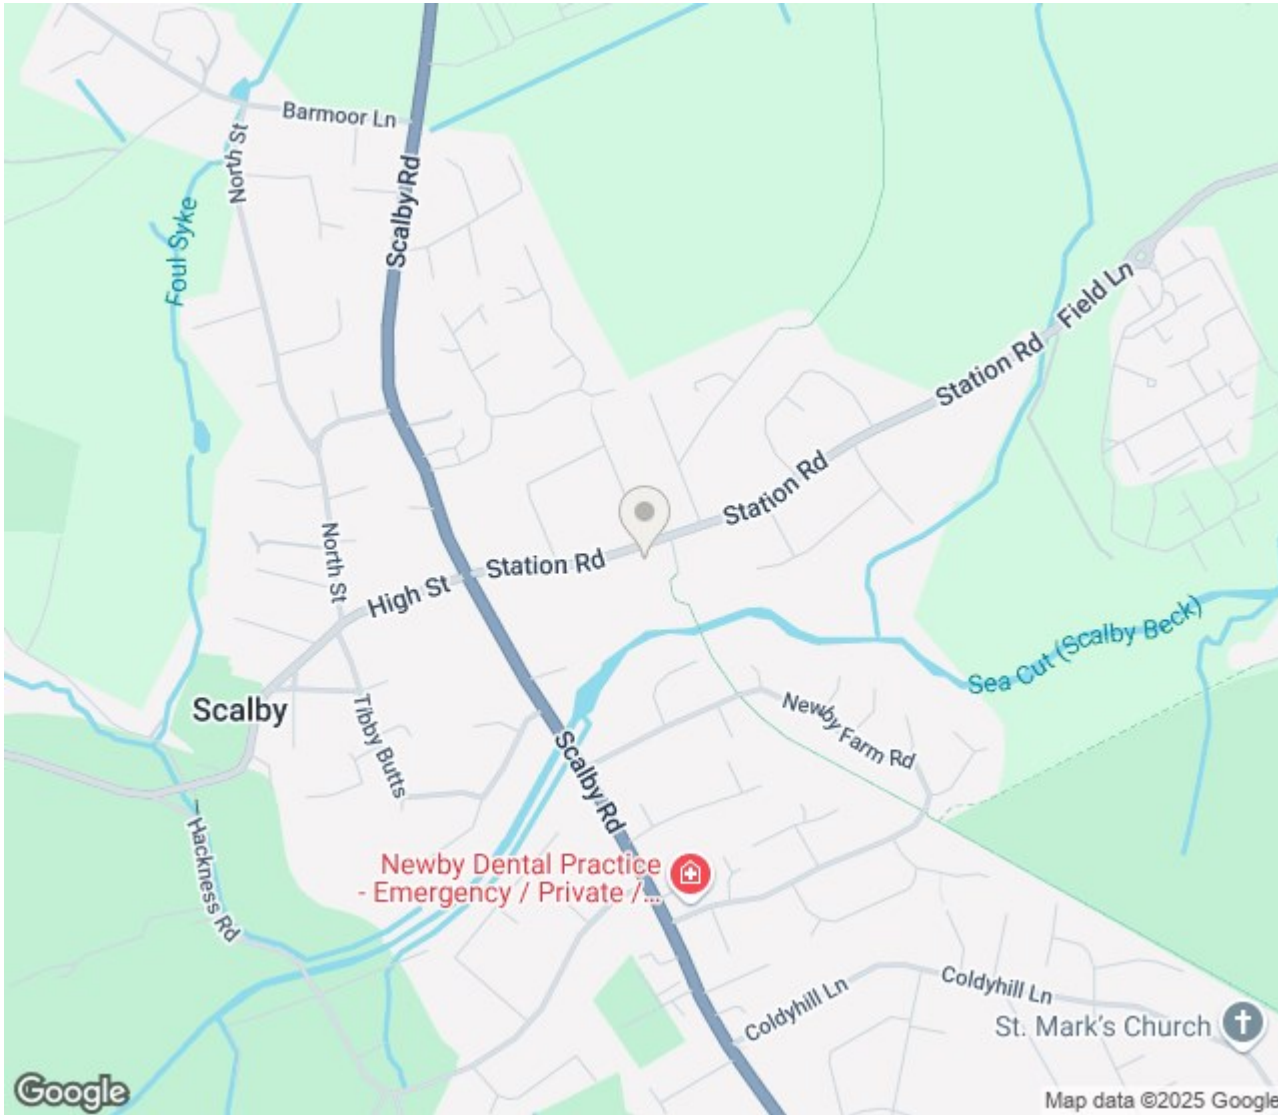 Barmoor Ln
North St
Scalby Rd
Foul Syke
Field Ln
Station Rd
Station Rd
North St
Station Rd
High St
Sea Cut (Scalby Beck)
Scalby
Newby Farm Rd
Tibby Butts
Scalby Rd
Hackness Rd
Newby Dental Practice
- Emergency / Private /...
Coldyhill Ln
Coldyhill Ln
St. Mark's Church
Google
Map data ©2025 Google